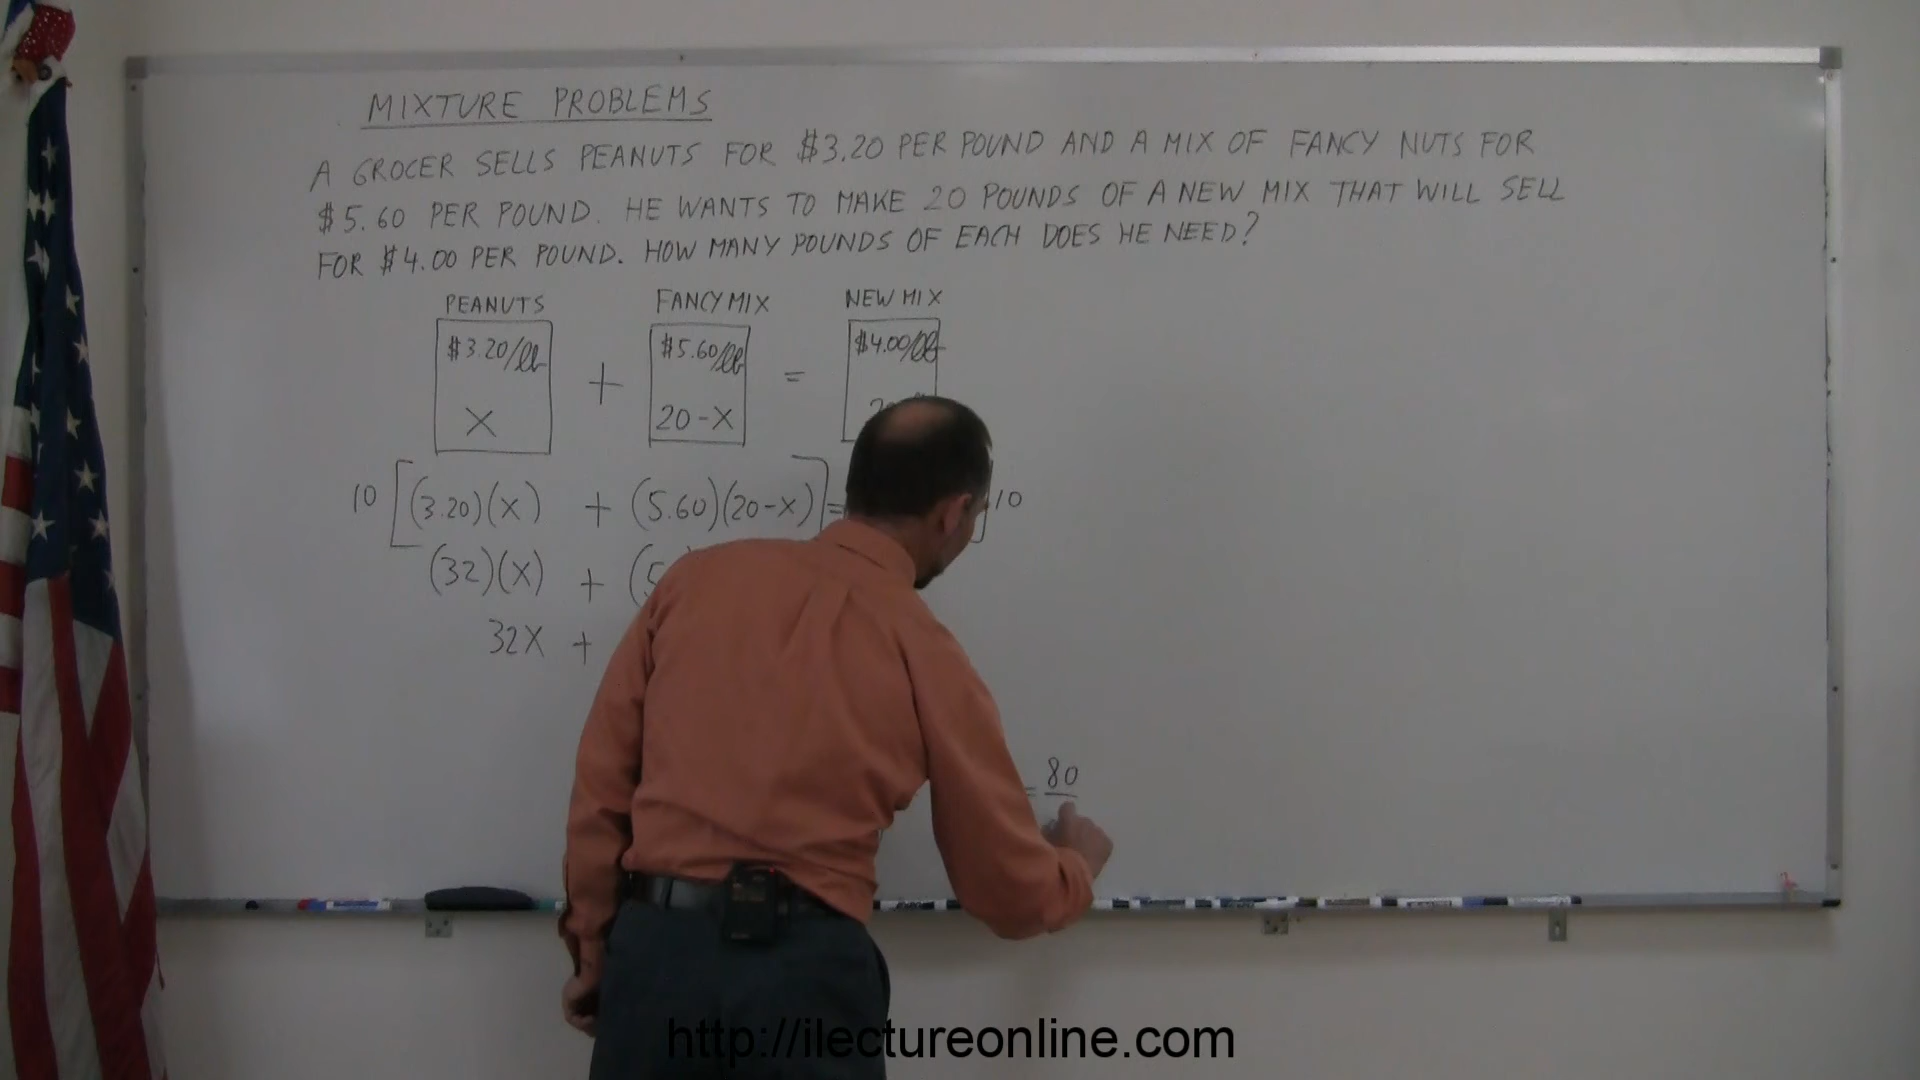 MIXTURE PROBLEMS
A GROCER SELLS PEANUTS FOR $3.20 PER POUND AND A MIX OF FANCY NUTS FOR
$5.60 PER POUND. HE WANTS TO MAKE 20 POUNDS OF A NEW MIX THAT WILL SELL
FOR $4.00 PER POUND. HOW MANY POUNDS OF EACH DOES HE NEED?
PEANUTS FANCY MIX NEW MIX
$3.20/lb $5.60/lb $4.00/lb
+ =
X 20-X
10 [(3.20)(X) + (5.60)(20-X)] = ] 10
(32)(X) + (5
32X +
= 80
http://ilectureonline.com